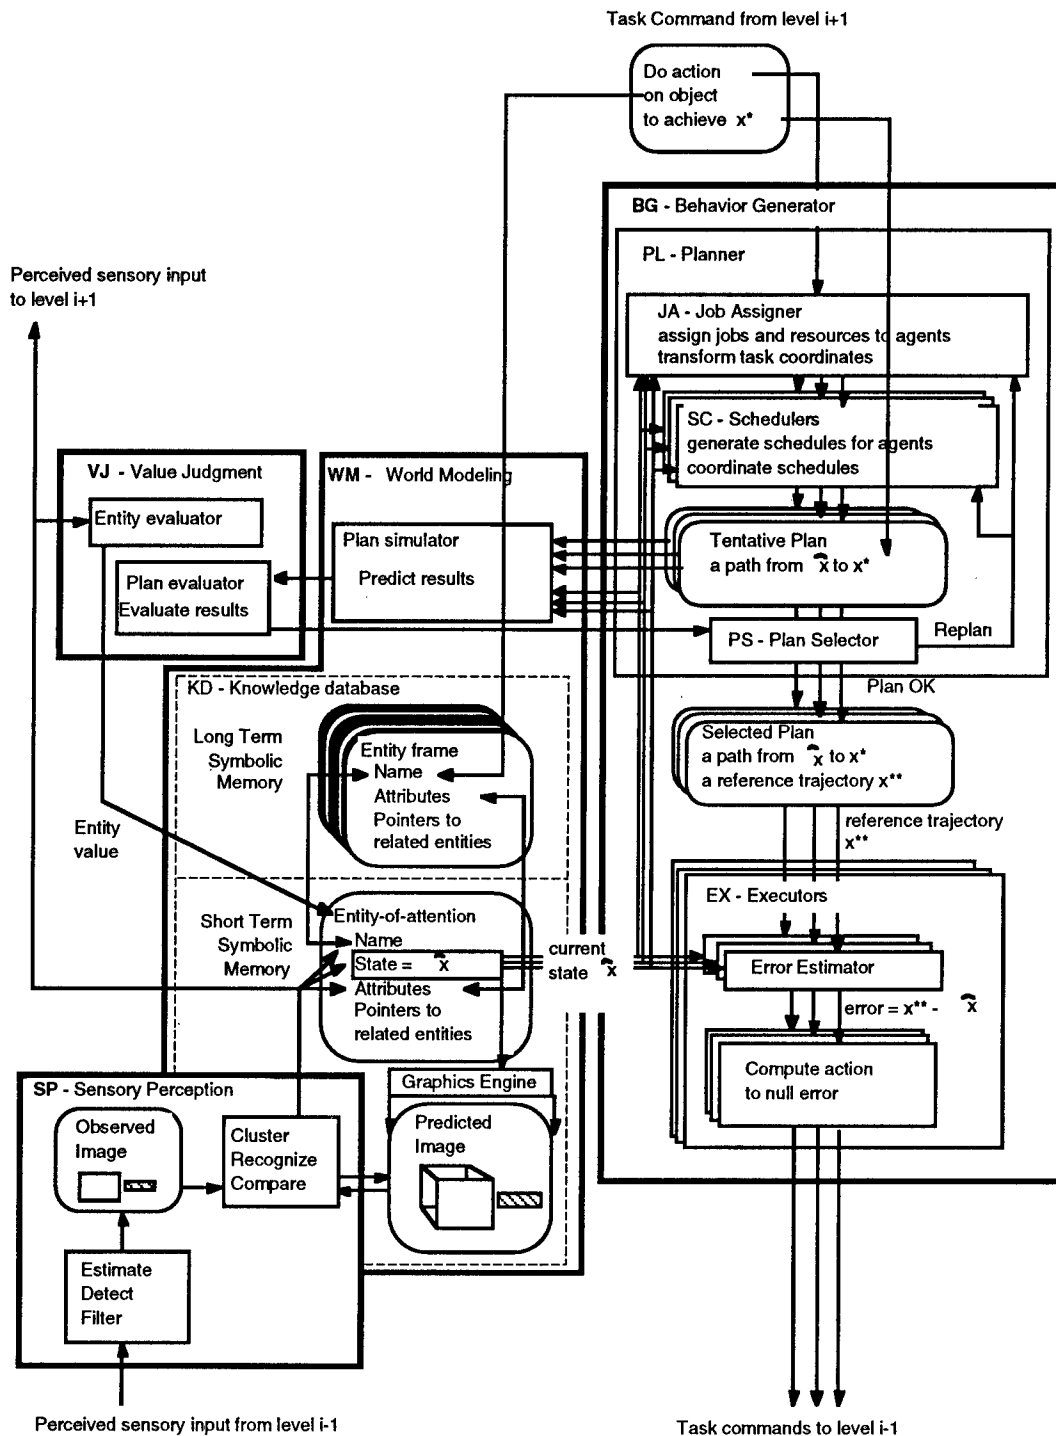 Task Command from level i+1
Do action
on object
to achieve x*
BG - Behavior Generator
PL - Planner
Perceived sensory input
to level i+1
JA - Job Assigner
assign jobs and resources to agents
transform task coordinates
SC - Schedulers
generate schedules for agents
coordinate schedules
VJ - Value Judgment
Entity evaluator
Plan evaluator
Evaluate results
WM - World Modeling
Plan simulator
Predict results
Tentative Plan
a path from x̂ to x*
PS - Plan Selector
Replan
Plan OK
KD - Knowledge database
Long Term
Symbolic
Memory
Entity frame
Name
Attributes
Pointers to
related entities
Selected Plan
a path from x̂ to x*
a reference trajectory x**
reference trajectory
x**
Entity
value
Short Term
Symbolic
Memory
Entity-of-attention
Name
State = x̂
Attributes
Pointers to
related entities
current
state x̂
EX - Executors
Error Estimator
error = x** - x̂
Compute action
to null error
SP - Sensory Perception
Observed
Image
Cluster
Recognize
Compare
Graphics Engine
Predicted
Image
Estimate
Detect
Filter
Perceived sensory input from level i-1
Task commands to level i-1